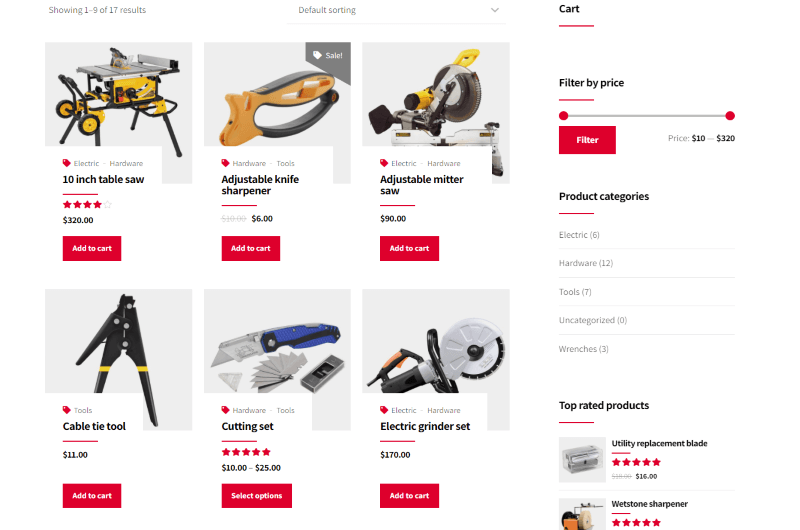 Showing 1–9 of 17 results
Default sorting
Sale!
Electric - Hardware
10 inch table saw
$320.00
Add to cart
Hardware - Tools
Adjustable knife
sharpener
$10.00 $6.00
Add to cart
Electric - Hardware
Adjustable mitter
saw
$90.00
Add to cart
Tools
Cable tie tool
$11.00
Add to cart
Hardware - Tools
Cutting set
$10.00 – $25.00
Select options
Electric - Hardware
Electric grinder set
$170.00
Add to cart
Cart
Filter by price
Filter
Price: $10 — $320
Product categories
Electric (6)
Hardware (12)
Tools (7)
Uncategorized (0)
Wrenches (3)
Top rated products
Utility replacement blade
$18.00 $16.00
Wetstone sharpener